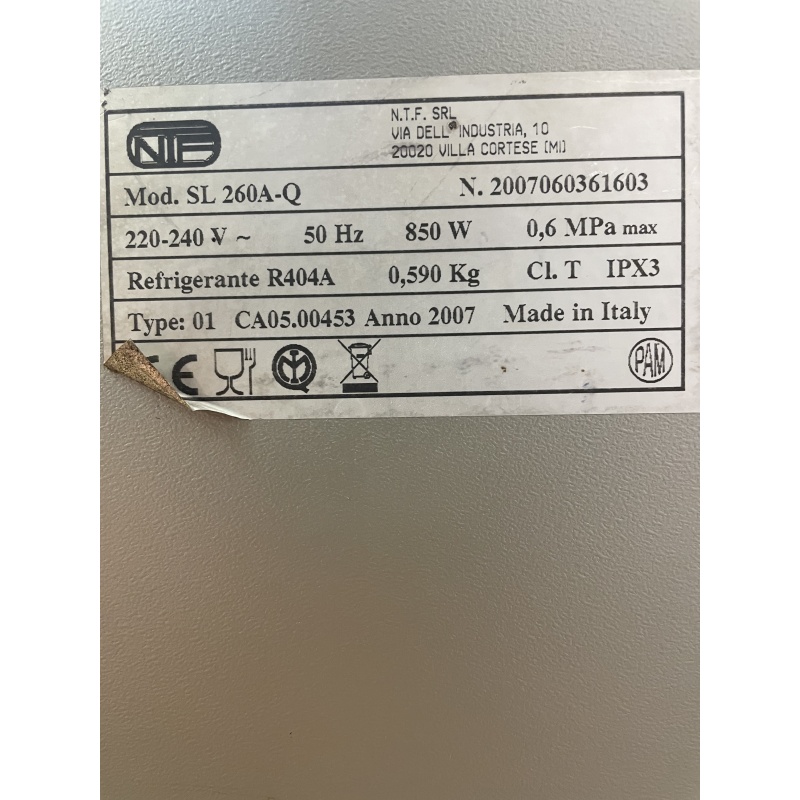 NTF
N.T.F. SRL
VIA DELL' INDUSTRIA, 10
20020 VILLA CORTESE (MI)
Mod. SL 260A-Q N. 2007060361603
220-240 V ~ 50 Hz 850 W 0,6 MPa max
Refrigerante R404A 0,590 Kg Cl. T IPX3
Type: 01 CA05.00453 Anno 2007 Made in Italy
CE PAM